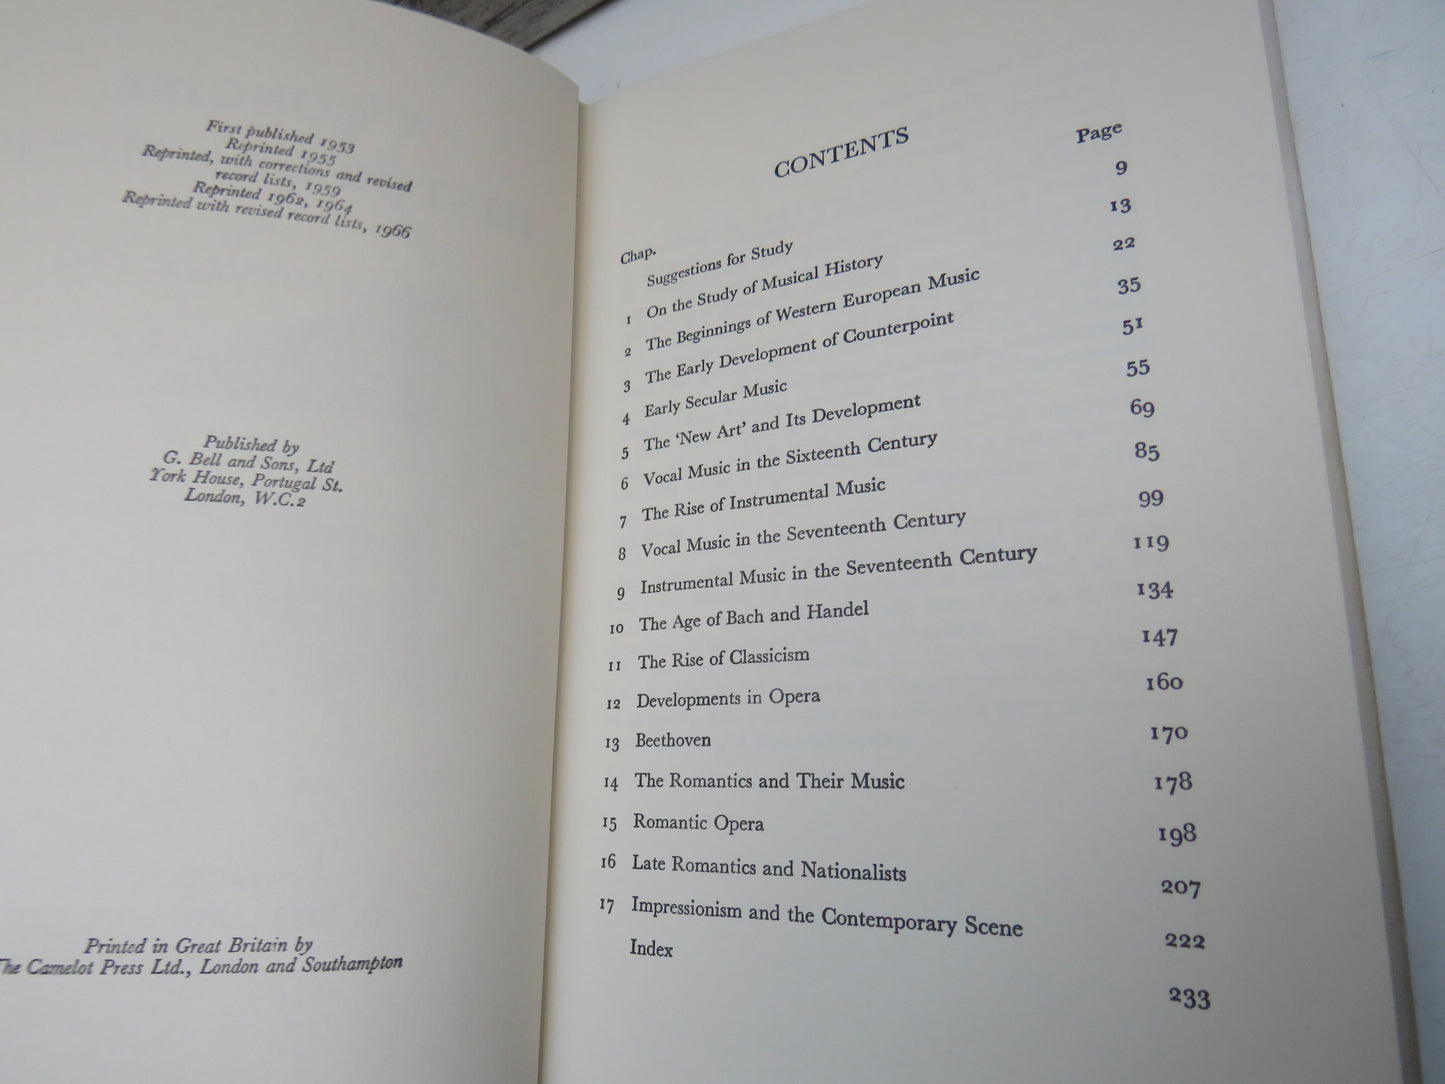 First published 1953
Reprinted 1955
Reprinted, with corrections and revised
record lists, 1959
Reprinted 1962, 1964
Reprinted with revised record lists, 1966
Published by
G. Bell and Sons, Ltd
York House, Portugal St.
London, W.C.2
Printed in Great Britain by
The Camelot Press Ltd., London and Southampton
CONTENTS
Chap. Page
Suggestions for Study 9
1 On the Study of Musical History 13
2 The Beginnings of Western European Music 22
3 The Early Development of Counterpoint 35
4 Early Secular Music 51
5 The ‘New Art’ and Its Development 55
6 Vocal Music in the Sixteenth Century 69
7 The Rise of Instrumental Music 85
8 Vocal Music in the Seventeenth Century 99
9 Instrumental Music in the Seventeenth Century 119
10 The Age of Bach and Handel 134
11 The Rise of Classicism 147
12 Developments in Opera 160
13 Beethoven 170
14 The Romantics and Their Music 178
15 Romantic Opera 198
16 Late Romantics and Nationalists 207
17 Impressionism and the Contemporary Scene 222
Index 233